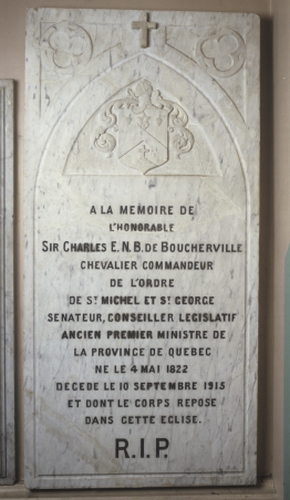 A LA MEMOIRE DE
L'HONORABLE
SIR CHARLES E. N. B. DE BOUCHERVILLE
CHEVALIER COMMANDEUR
DE L'ORDRE
DE ST MICHEL ET ST GEORGE
SENATEUR, CONSEILLER LEGISLATIF
ANCIEN PREMIER MINISTRE DE
LA PROVINCE DE QUEBEC
NE LE 4 MAI 1822
DECEDE LE 10 SEPTEMBRE 1915
ET DONT LE CORPS REPOSE
DANS CETTE EGLISE.
R.I.P.